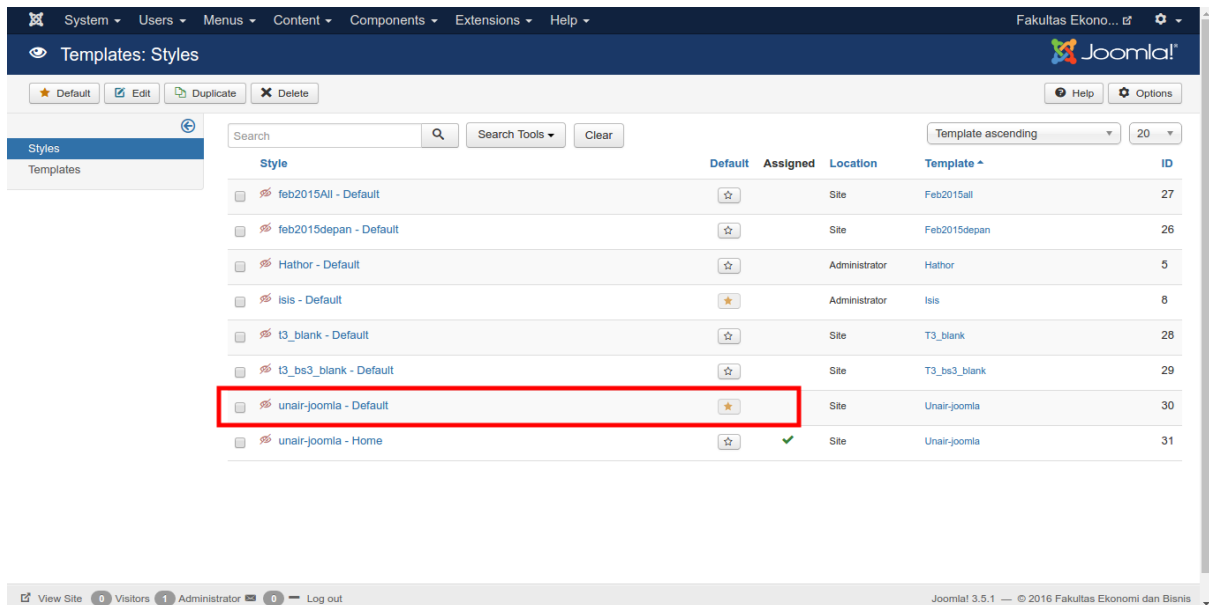 System Users Menus Content Components Extensions Help Fakultas Ekono...
Templates: Styles Joomla!
Default Edit Duplicate Delete Help Options
Search Search Tools Clear Template ascending 20
Styles
Templates
Style Default Assigned Location Template ID
feb2015All - Default Site Feb2015all 27
feb2015depan - Default Site Feb2015depan 26
Hathor - Default Administrator Hathor 5
isis - Default Administrator Isis 8
t3_blank - Default Site T3_blank 28
t3_bs3_blank - Default Site T3_bs3_blank 29
unair-joomla - Default Site Unair-joomla 30
unair-joomla - Home Site Unair-joomla 31
View Site 0 Visitors 1 Administrator 0 Log out Joomla! 3.5.1 — © 2016 Fakultas Ekonomi dan Bisnis